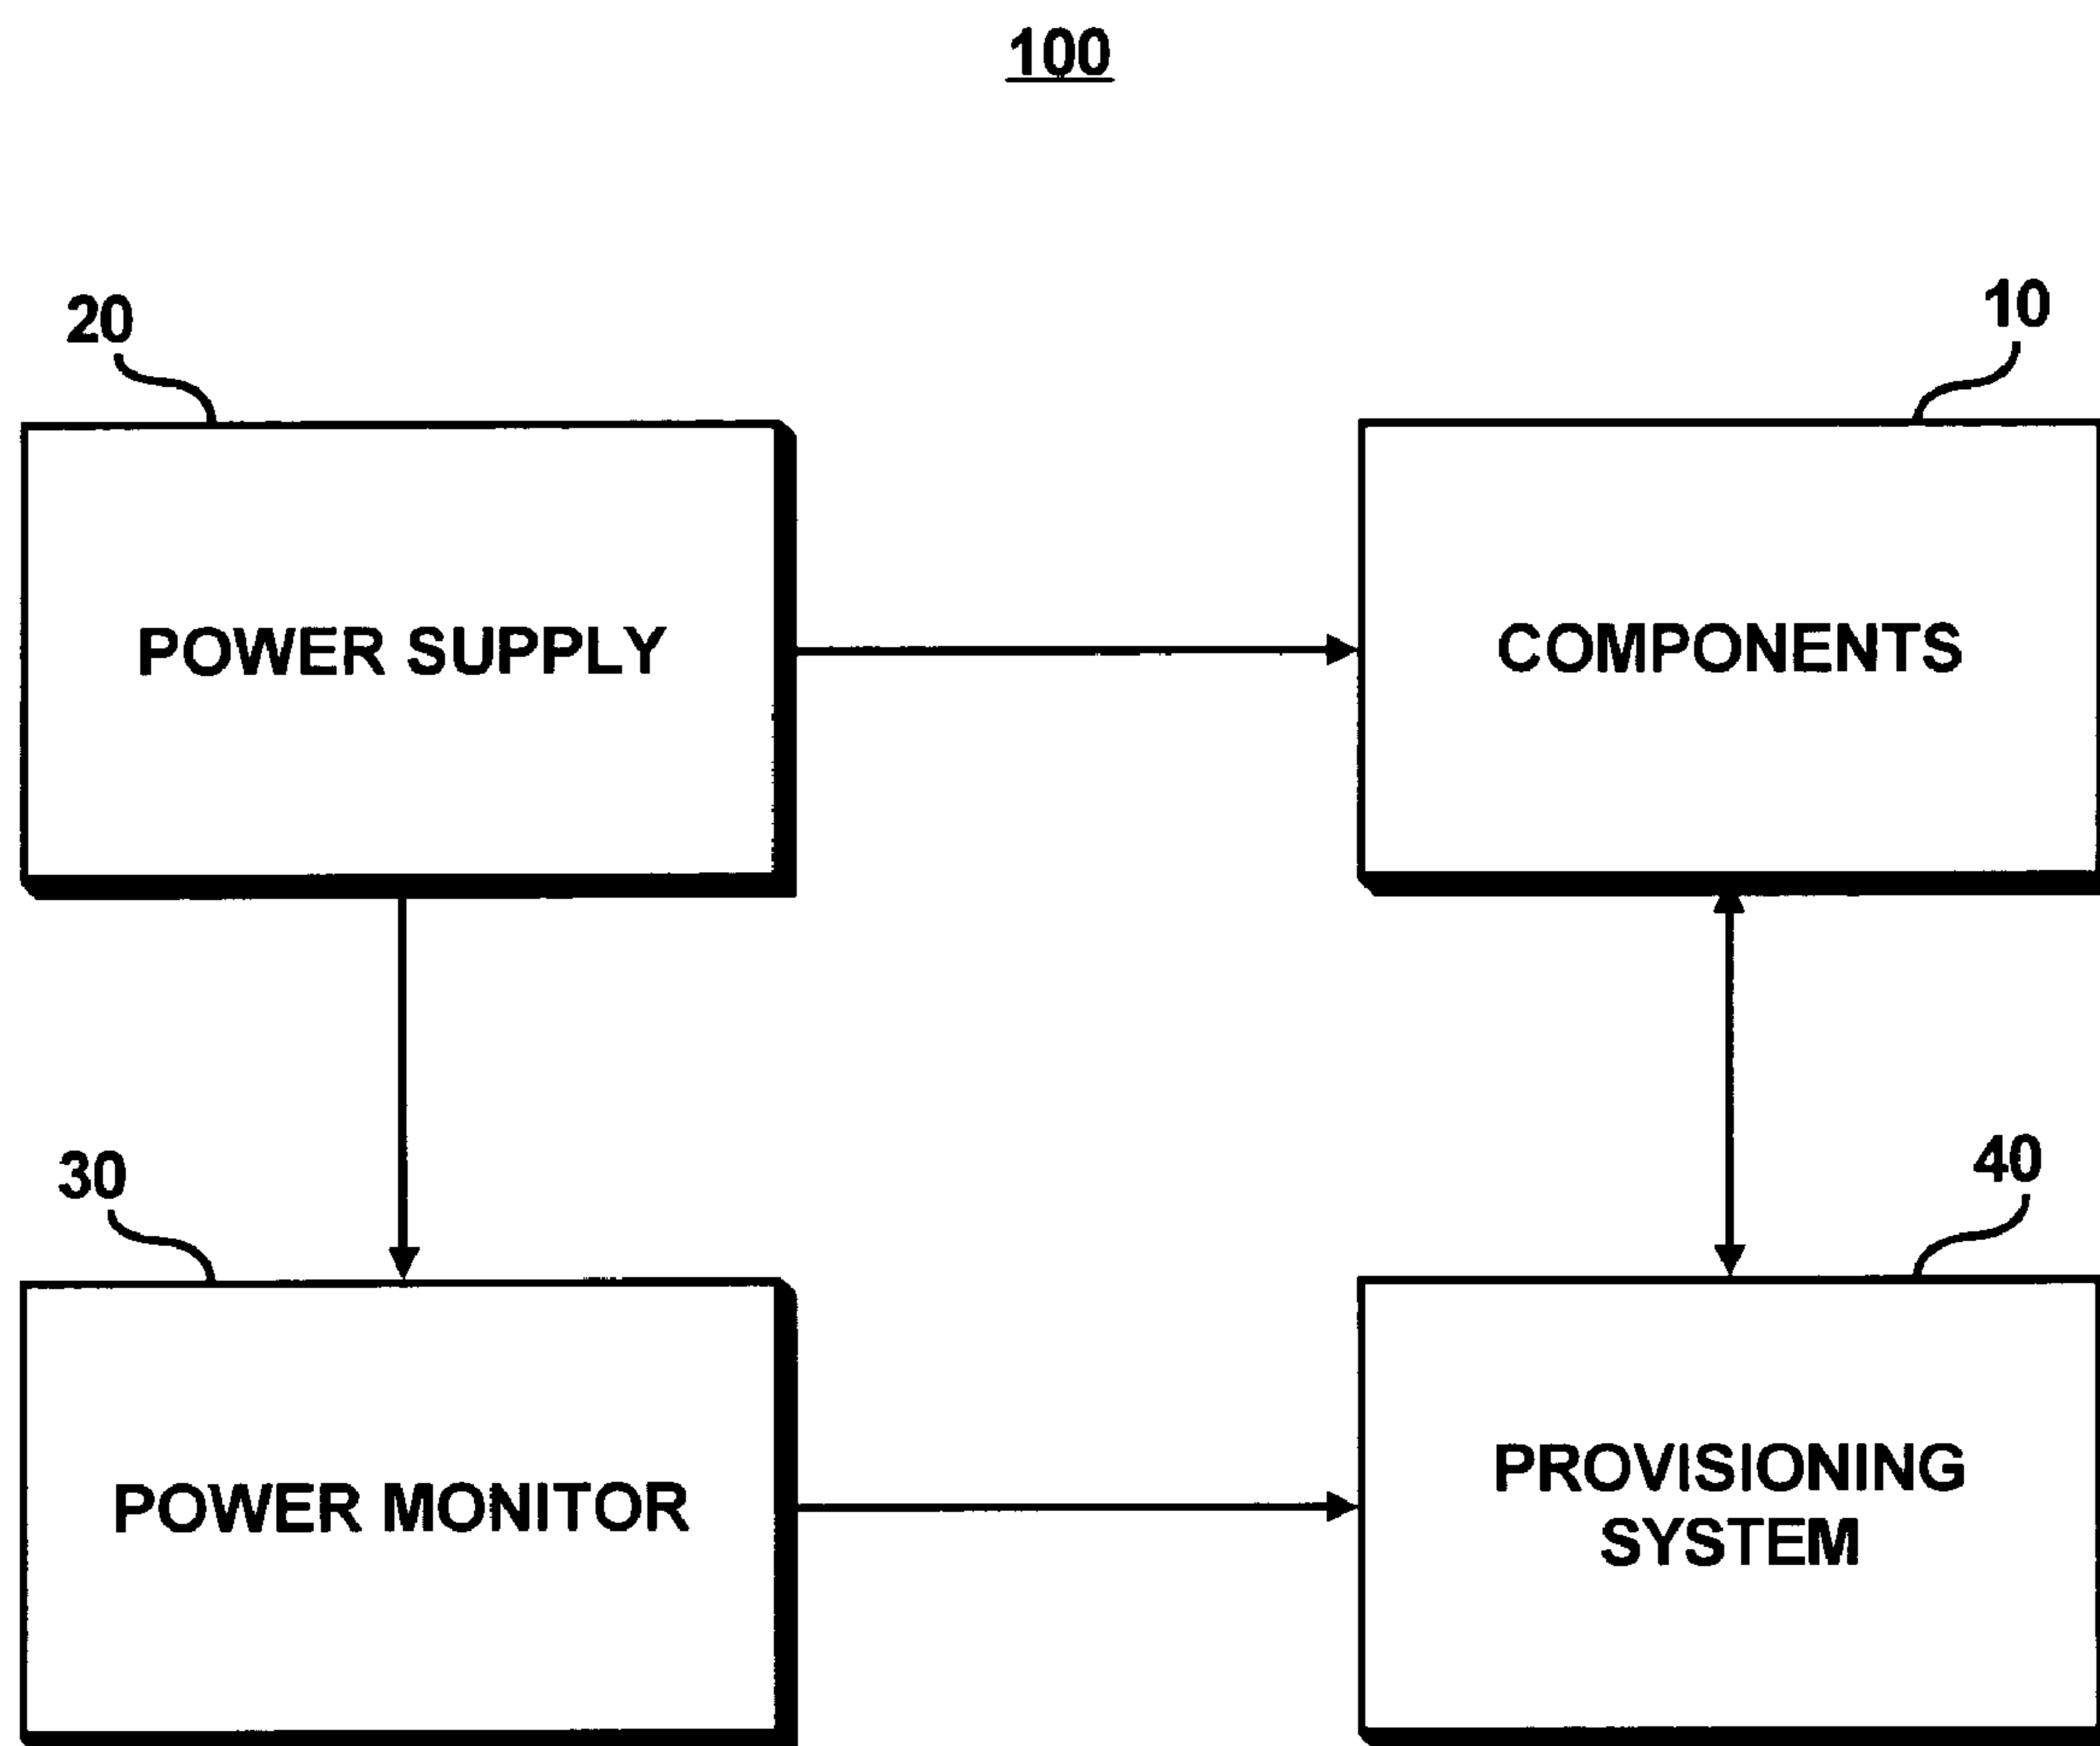 100
20
10
POWER SUPPLY
COMPONENTS
30
40
POWER MONITOR
PROVISIONING
SYSTEM